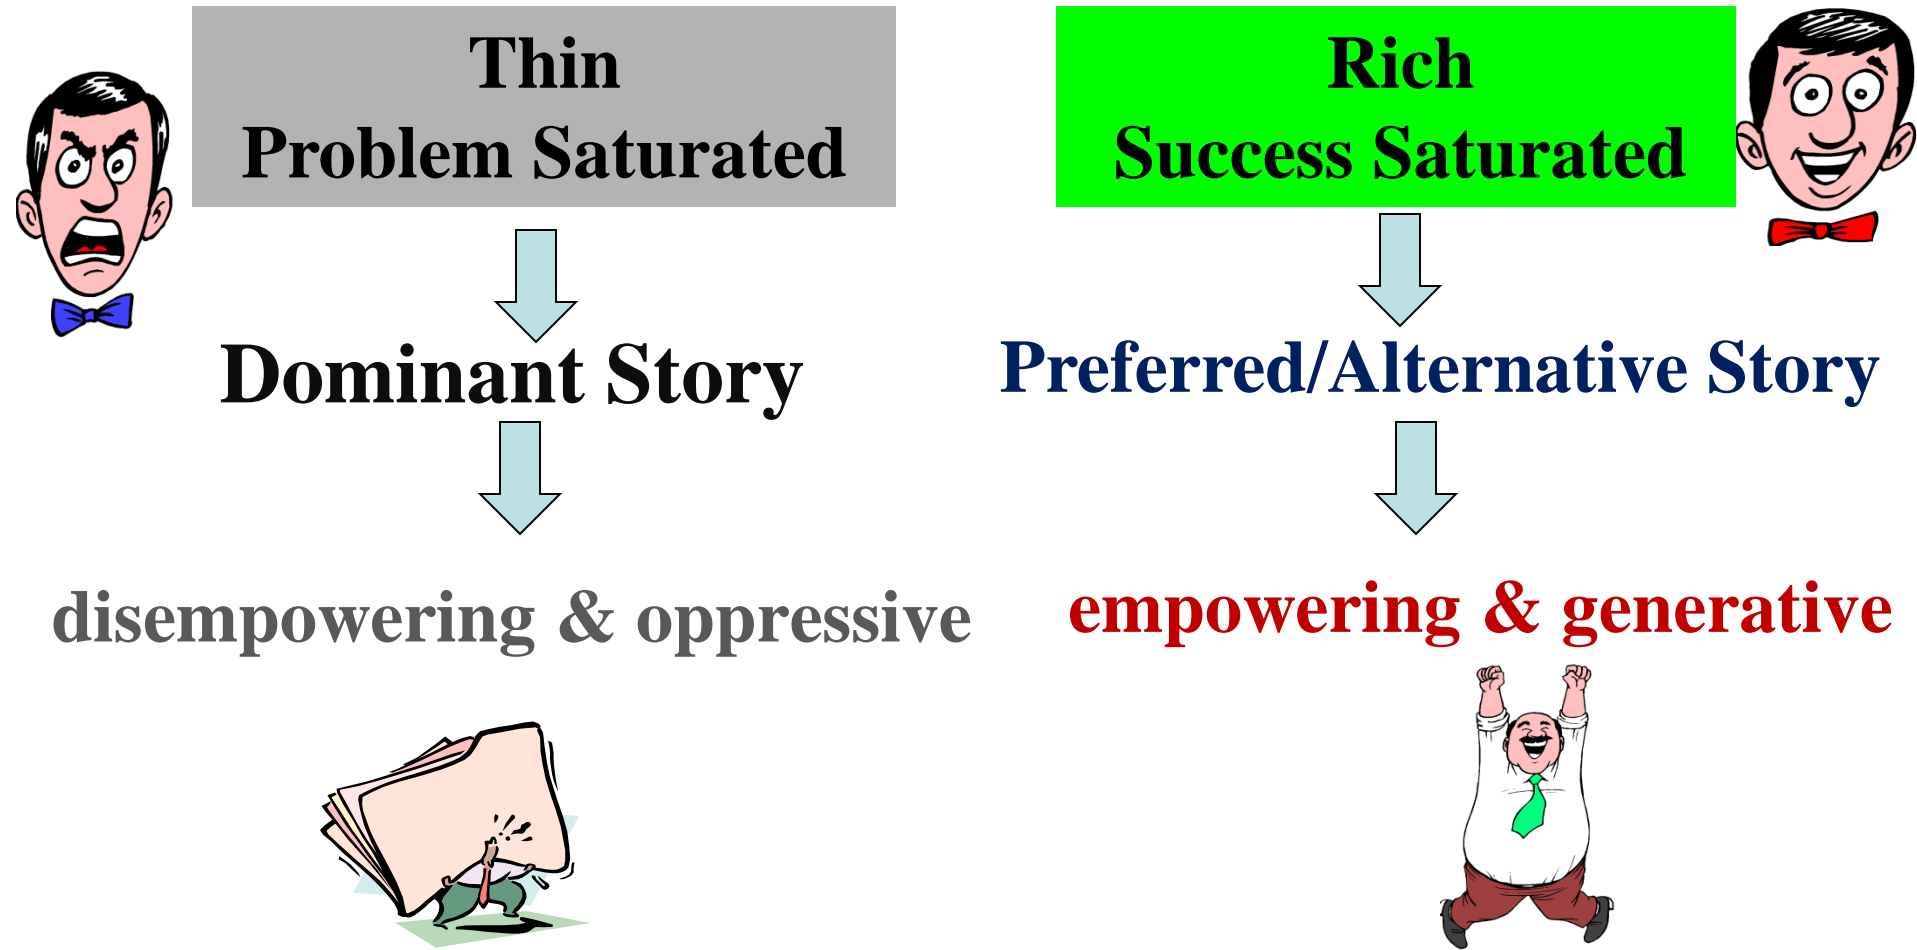 Thin
Problem Saturated
Dominant Story
disempowering & oppressive
Rich
Success Saturated
Preferred/Alternative Story
empowering & generative